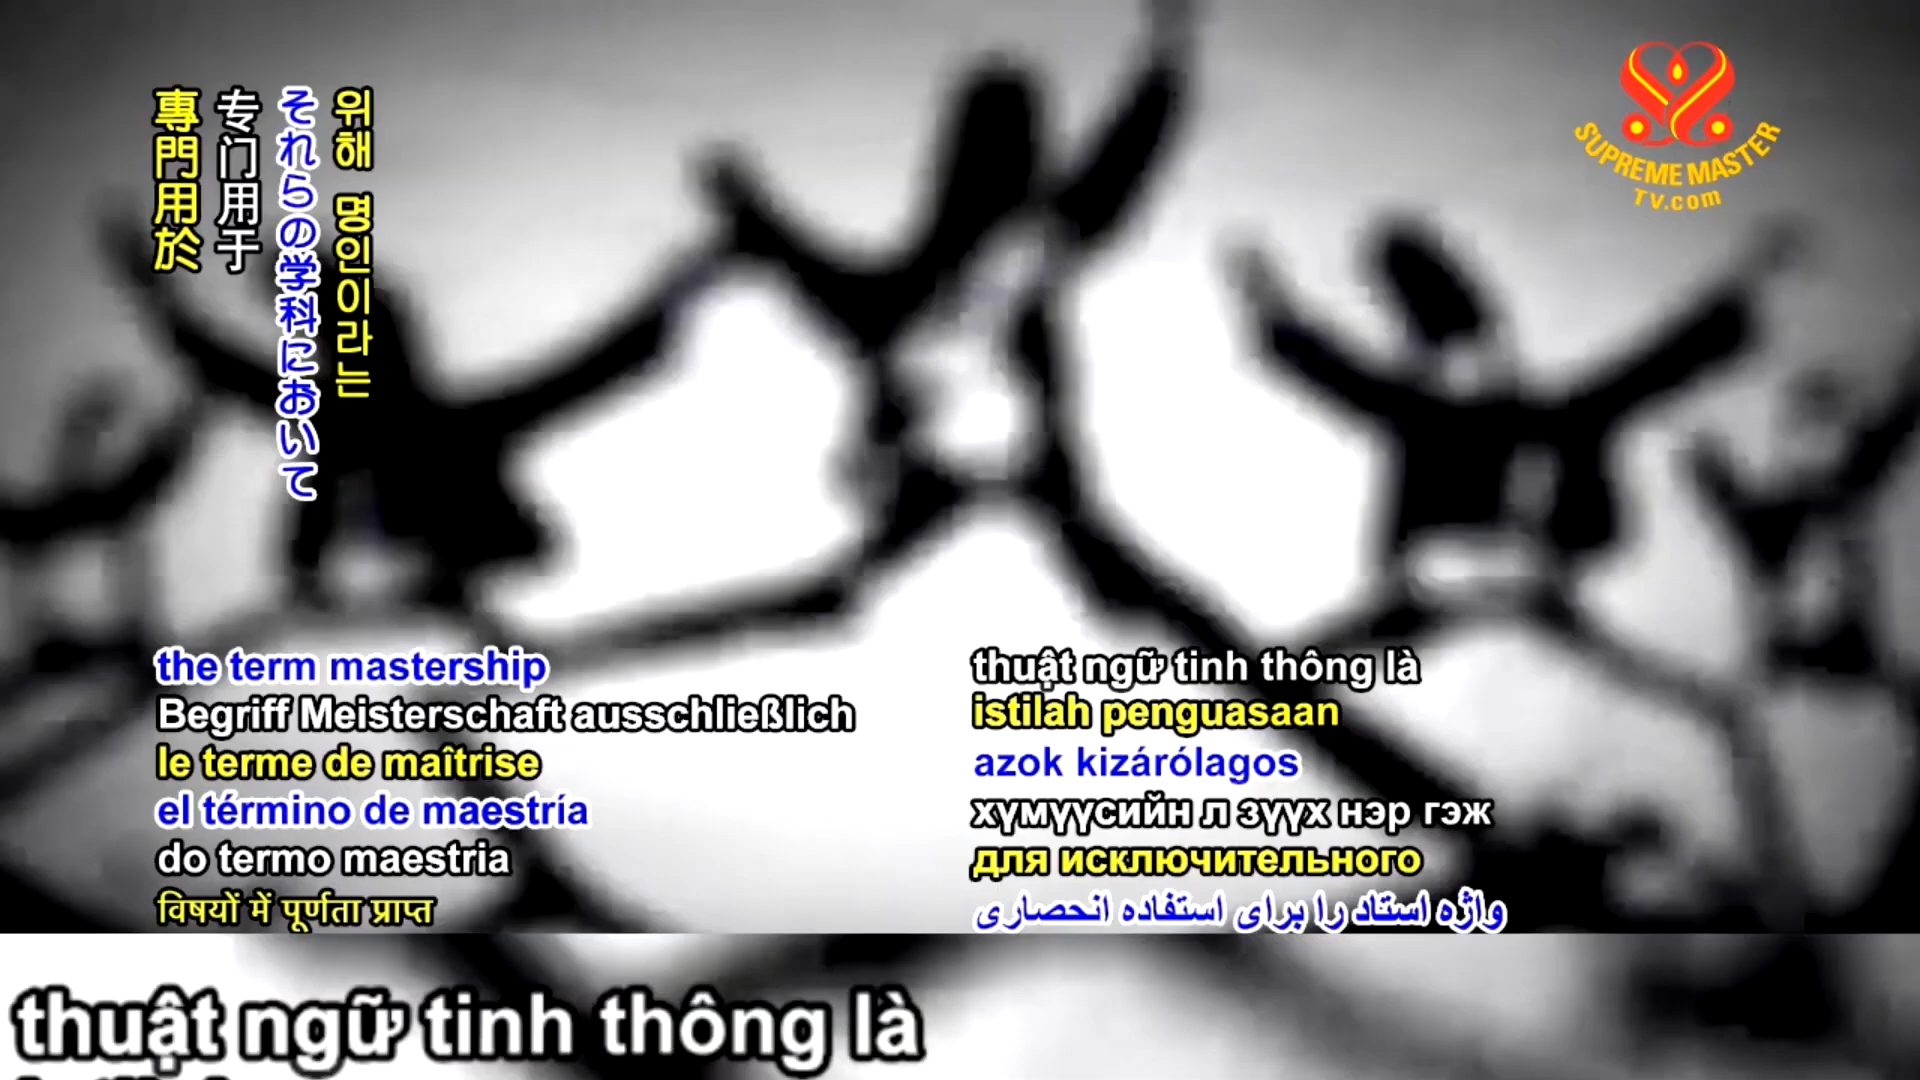 專門用於
专门用于
それらの学科において
위해 명인이라는
SUPREME MASTER
TV.com
the term mastership
Begriff Meisterschaft ausschließlich
le terme de maîtrise
el término de maestría
do termo maestria
विषयों में पूर्णता प्राप्त
thuật ngữ tinh thông là
istilah penguasaan
azok kizárólagos
хүмүүсийн л зүүх нэр гэж
для исключительного
واژه استاد را برای استفاده انحصاری
thuật ngữ tinh thông là